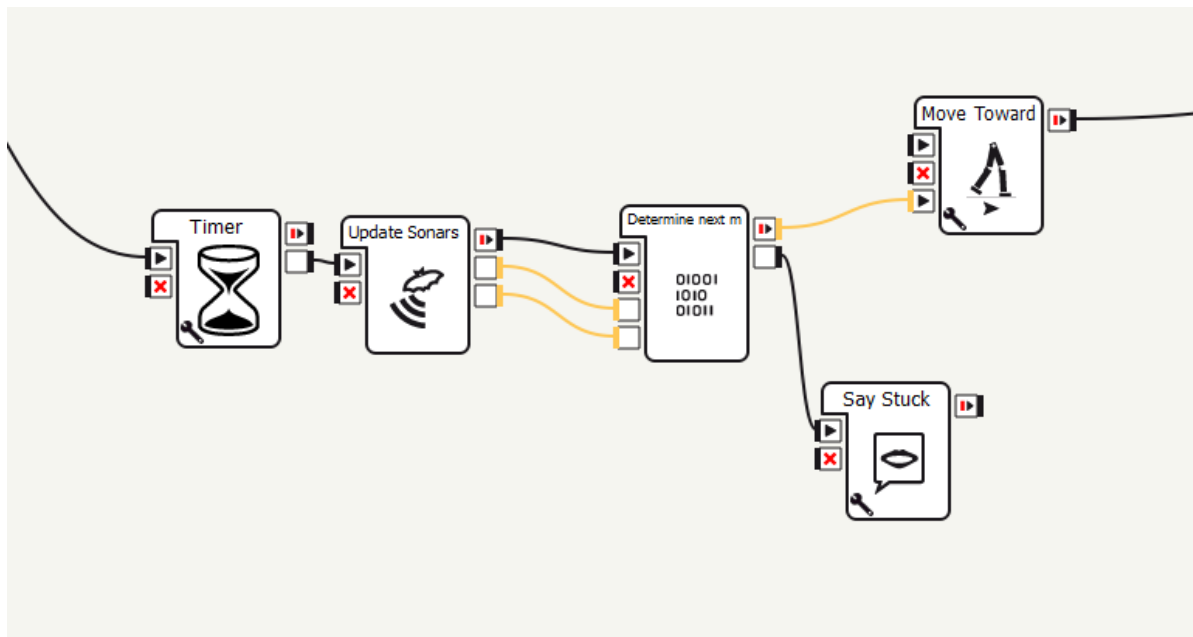 Timer
Update Sonars
Determine next m
01001
1010
01011
Move Toward
Say Stuck